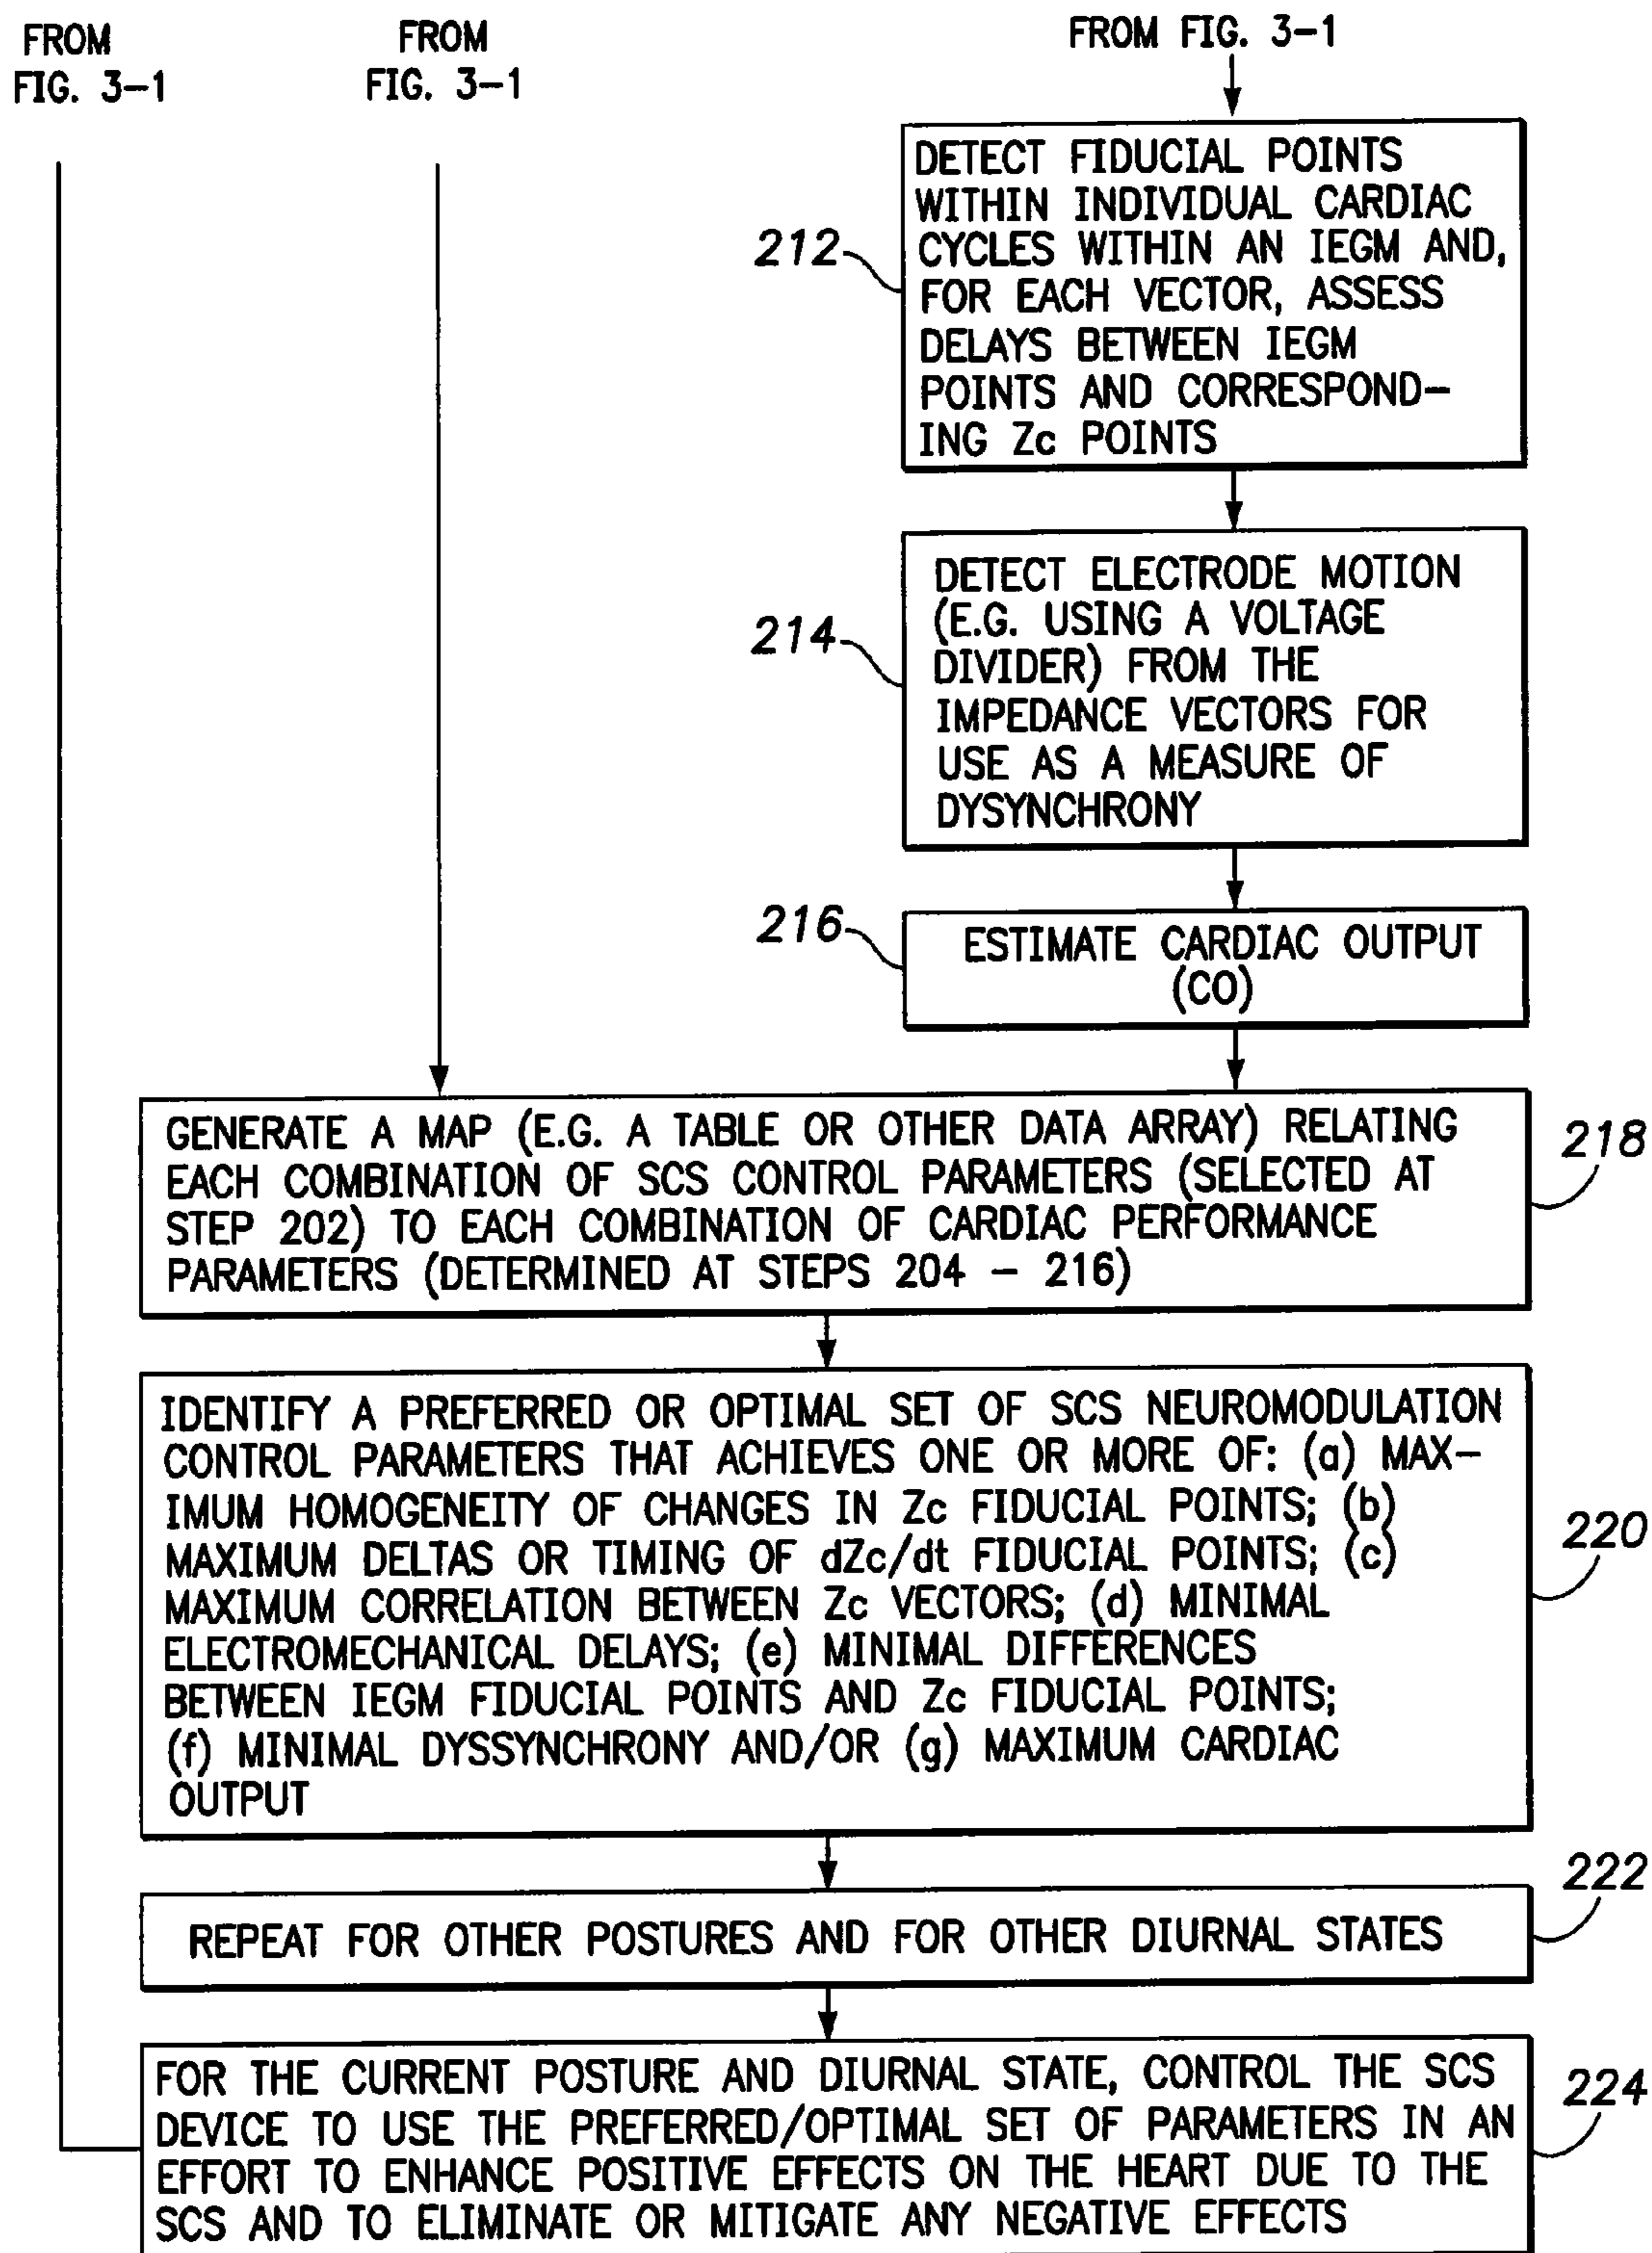 FROM
FIG. 3-1
FROM
FIG. 3-1
FROM FIG. 3-1
212
DETECT FIDUCIAL POINTS
WITHIN INDIVIDUAL CARDIAC
CYCLES WITHIN AN IEGM AND,
FOR EACH VECTOR, ASSESS
DELAYS BETWEEN IEGM
POINTS AND CORRESPOND-
ING Zc POINTS
214
DETECT ELECTRODE MOTION
(E.G. USING A VOLTAGE
DIVIDER) FROM THE
IMPEDANCE VECTORS FOR
USE AS A MEASURE OF
DYSYNCHRONY
216
ESTIMATE CARDIAC OUTPUT
(CO)
GENERATE A MAP (E.G. A TABLE OR OTHER DATA ARRAY) RELATING
EACH COMBINATION OF SCS CONTROL PARAMETERS (SELECTED AT
STEP 202) TO EACH COMBINATION OF CARDIAC PERFORMANCE
PARAMETERS (DETERMINED AT STEPS 204 - 216)
218
IDENTIFY A PREFERRED OR OPTIMAL SET OF SCS NEUROMODULATION
CONTROL PARAMETERS THAT ACHIEVES ONE OR MORE OF: (a) MAX-
IMUM HOMOGENEITY OF CHANGES IN Zc FIDUCIAL POINTS; (b)
MAXIMUM DELTAS OR TIMING OF dZc/dt FIDUCIAL POINTS; (c)
MAXIMUM CORRELATION BETWEEN Zc VECTORS; (d) MINIMAL
ELECTROMECHANICAL DELAYS; (e) MINIMAL DIFFERENCES
BETWEEN IEGM FIDUCIAL POINTS AND Zc FIDUCIAL POINTS;
(f) MINIMAL DYSSYNCHRONY AND/OR (g) MAXIMUM CARDIAC
OUTPUT
220
REPEAT FOR OTHER POSTURES AND FOR OTHER DIURNAL STATES
222
FOR THE CURRENT POSTURE AND DIURNAL STATE, CONTROL THE SCS
DEVICE TO USE THE PREFERRED/OPTIMAL SET OF PARAMETERS IN AN
EFFORT TO ENHANCE POSITIVE EFFECTS ON THE HEART DUE TO THE
SCS AND TO ELIMINATE OR MITIGATE ANY NEGATIVE EFFECTS
224